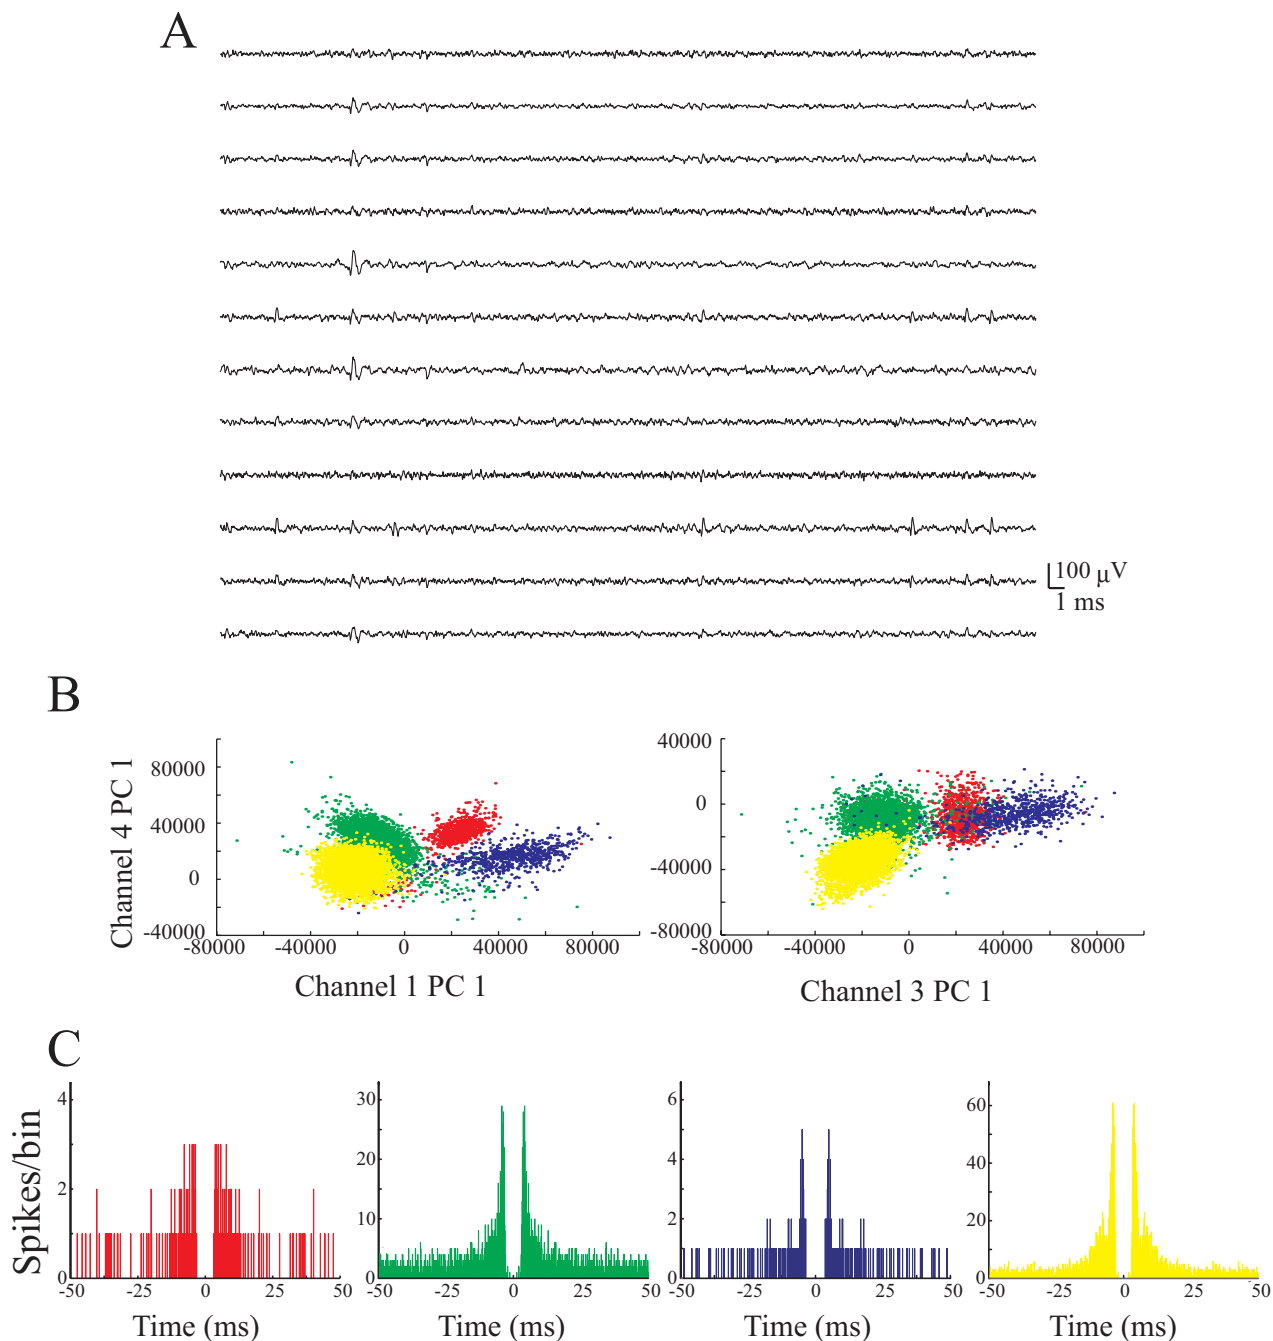 A
100 μV
1 ms
B
Channel 4 PC 1
80000
40000
0
-40000
-80000 -40000 0 40000 80000
Channel 1 PC 1
40000
0
-40000
-80000
-80000 -40000 0 40000 80000
Channel 3 PC 1
C
Spikes/bin
4
2
0
-50 -25 0 25 50
Time (ms)
30
20
10
0
-50 -25 0 25 50
Time (ms)
6
4
2
0
-50 -25 0 25 50
Time (ms)
60
40
20
0
-50 -25 0 25 50
Time (ms)